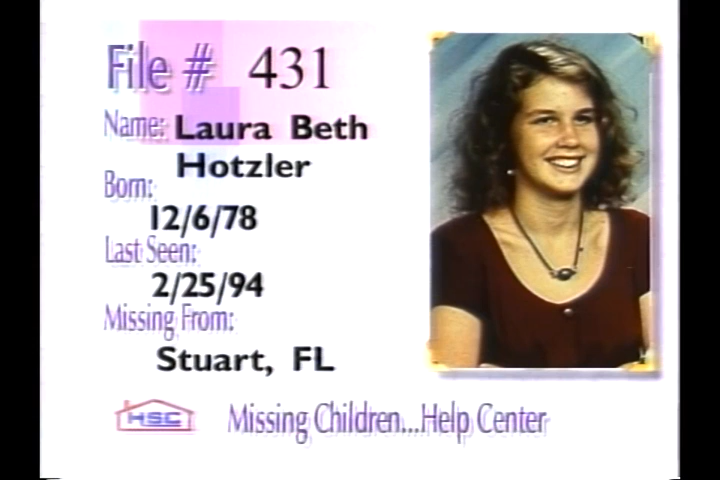 File # 431
Name: Laura Beth
Hotzler
Born:
12/6/78
Last Seen:
2/25/94
Missing From:
Stuart, FL
HSC Missing Children...Help Center